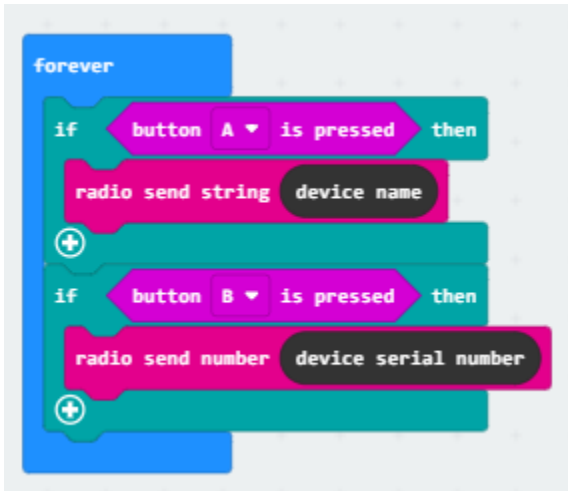 forever
if button A is pressed then
radio send string device name
if button B is pressed then
radio send number device serial number